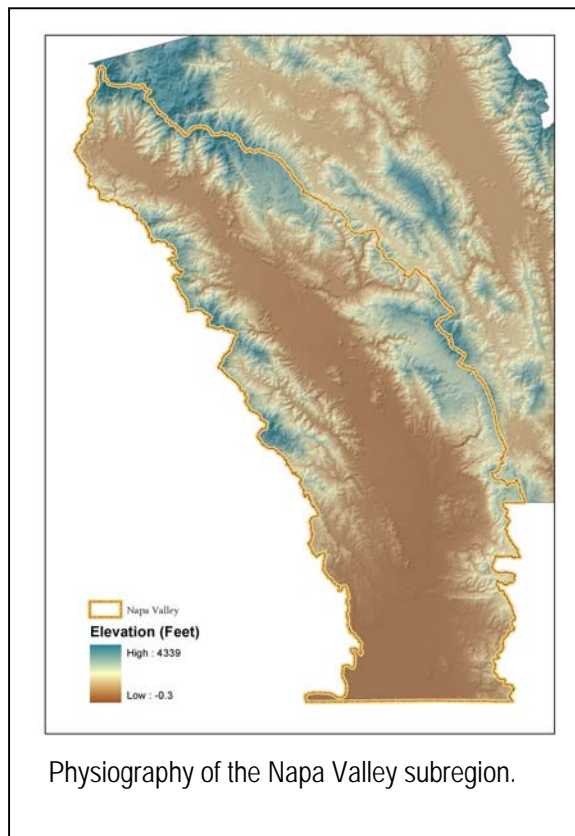 Napa Valley
Elevation (Feet)
High : 4339
Low : -0.3
Physiography of the Napa Valley subregion.